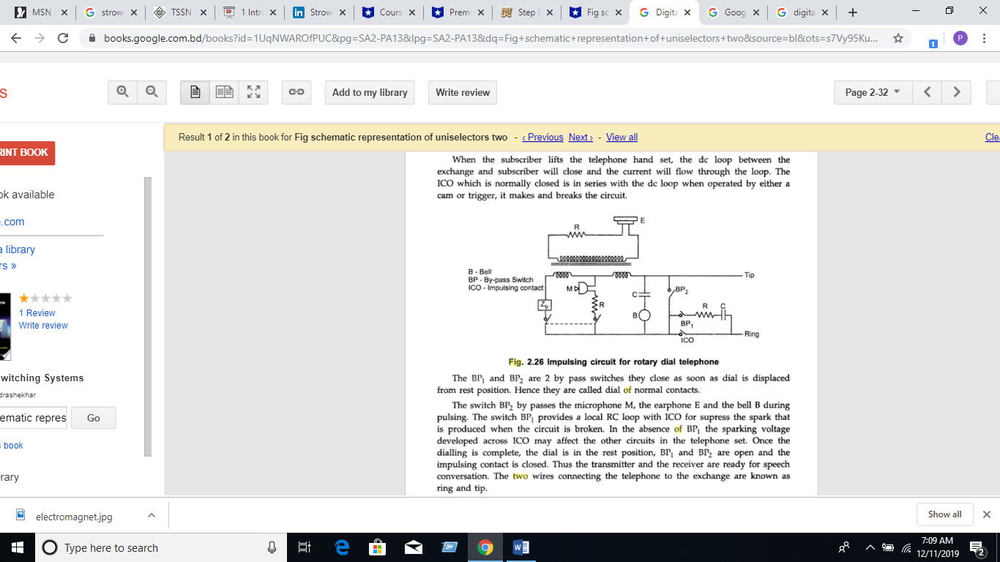 MSN
strow
TSSN
1 Intr
Strow
Cours
Prem
Step
Fig sc
Digita
Goog
digita
books.google.com.bd/books?id=1UqNWAROfPUC&pg=SA2-PA13&lpg=SA2-PA13&dq=Fig+schematic+representation+of+uniselectors+two&source=bl&ots=s7Vy95Ku...
1
P
s
Add to my library
Write review
Page 2-32
Result 1 of 2 in this book for Fig schematic representation of uniselectors two - ‹ Previous Next › - View all
Clea
RINT BOOK
ok available
.com
a library
rs »
1 Review
Write review
witching Systems
drashekhar
ematic repres
Go
s book
rary
When the subscriber lifts the telephone hand set, the dc loop between the
exchange and subscriber will close and the current will flow through the loop. The
ICO which is normally closed is in series with the dc loop when operated by either a
cam or trigger, it makes and breaks the circuit.
E
R
B - Bell
BP - By-pass Switch
ICO - Impulsing contact
Tip
M
C
BP2
Zb
R
B
R
C
BP1
Ring
ICO
Fig. 2.26 Impulsing circuit for rotary dial telephone
The BP1 and BP2 are 2 by pass switches they close as soon as dial is displaced
from rest position. Hence they are called dial of normal contacts.
The switch BP2 by passes the microphone M, the earphone E and the bell B during
pulsing. The switch BP1 provides a local RC loop with ICO for supress the spark that
is produced when the circuit is broken. In the absence of BP1 the sparking voltage
developed across ICO may affect the other circuits in the telephone set. Once the
dialling is complete, the dial is in the rest position, BP1 and BP2 are open and the
impulsing contact is closed. Thus the transmitter and the receiver are ready for speech
conversation. The two wires connecting the telephone to the exchange are known as
ring and tip.
electromagnet.jpg
Show all
Type here to search
7:09 AM
12/11/2019
2